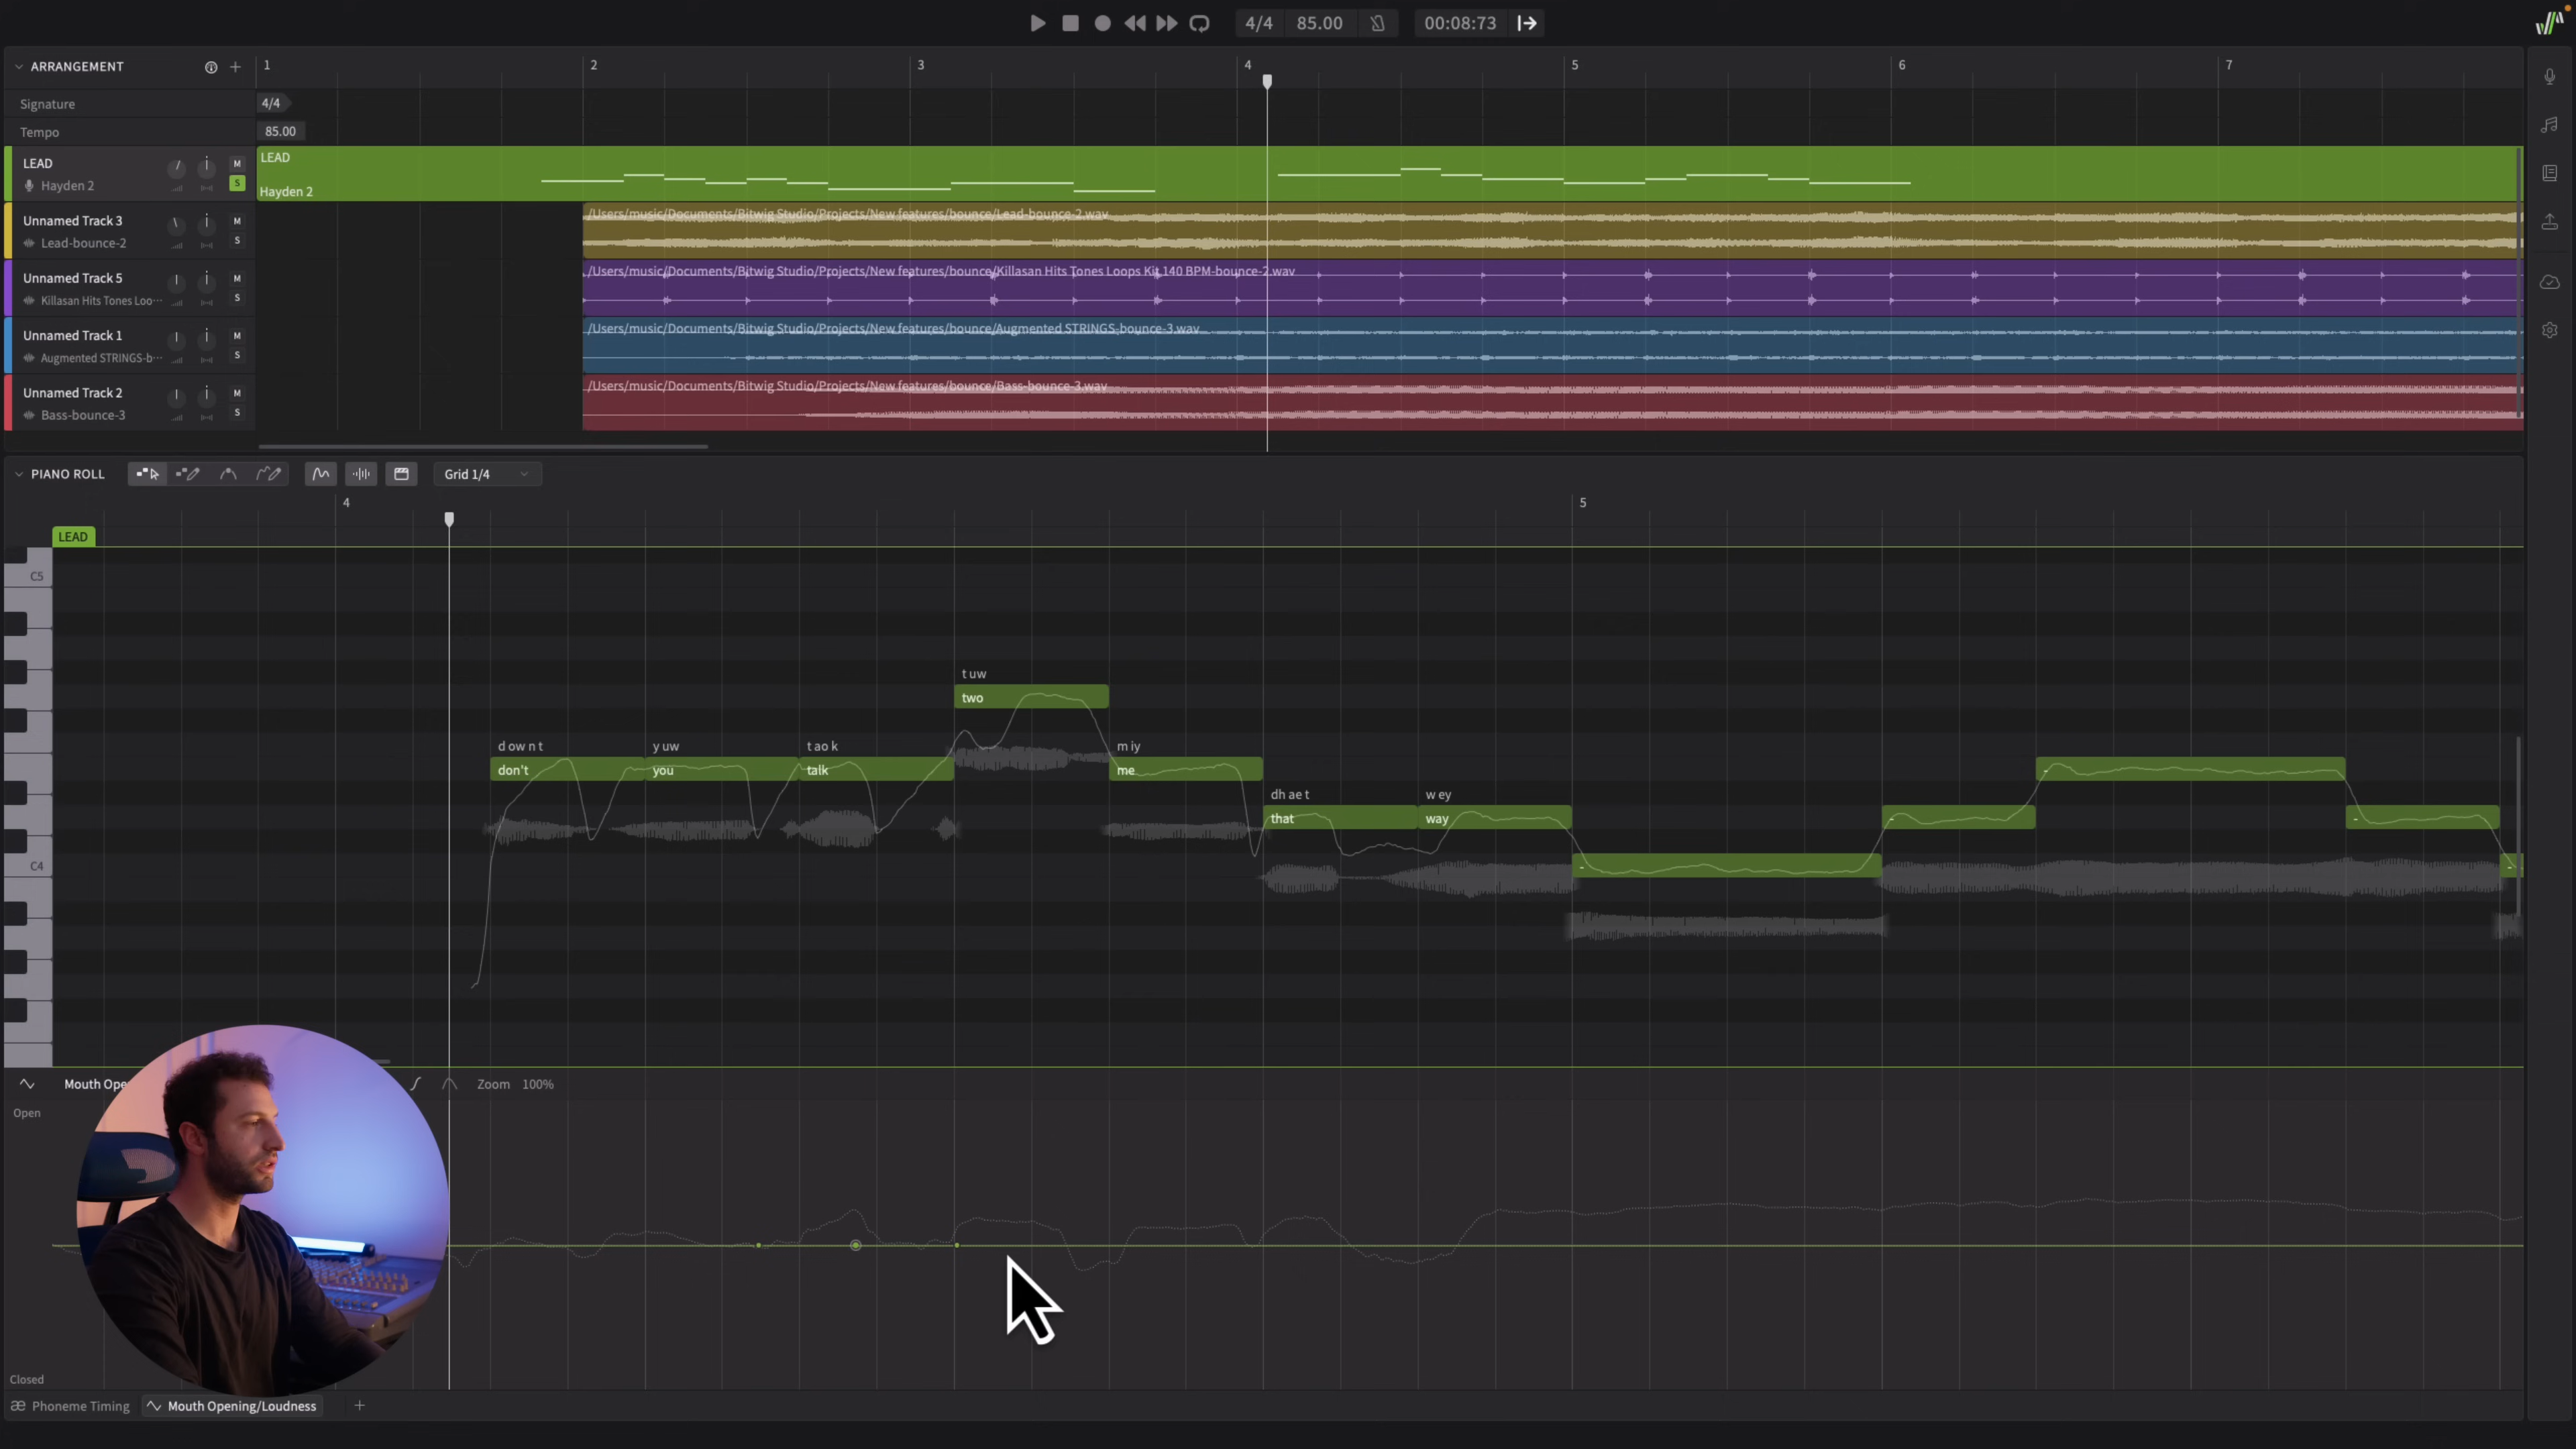 4/4 85.00 00:08:73
ARRANGEMENT 1 2 3 4 5 6 7
Signature 4/4
Tempo 85.00
LEAD M LEAD
Hayden 2 S Hayden 2
Unnamed Track 3 M /Users/music/Documents/Bitwig Studio/Projects/New features/bounce/Lead-bounce-2.wav
Lead-bounce-2 S
Unnamed Track 5 M /Users/music/Documents/Bitwig Studio/Projects/New features/bounce/Killasan Hits Tones Loops Kit 140 BPM-bounce-2.wav
Killasan Hits Tones Loo··· S
Unnamed Track 1 M /Users/music/Documents/Bitwig Studio/Projects/New features/bounce/Augmented STRINGS-bounce-3.wav
Augmented STRINGS-b··· S
Unnamed Track 2 M /Users/music/Documents/Bitwig Studio/Projects/New features/bounce/Bass-bounce-3.wav
Bass-bounce-3 S
PIANO ROLL Grid 1/4
4 5
LEAD
C5
t uw
two
d ow n t y uw t ao k m iy
don't you talk me
dh ae t w ey
that way - - -
C4 - -
Mouth Ope Zoom 100%
Open
Closed
æ Phoneme Timing Mouth Opening/Loudness +